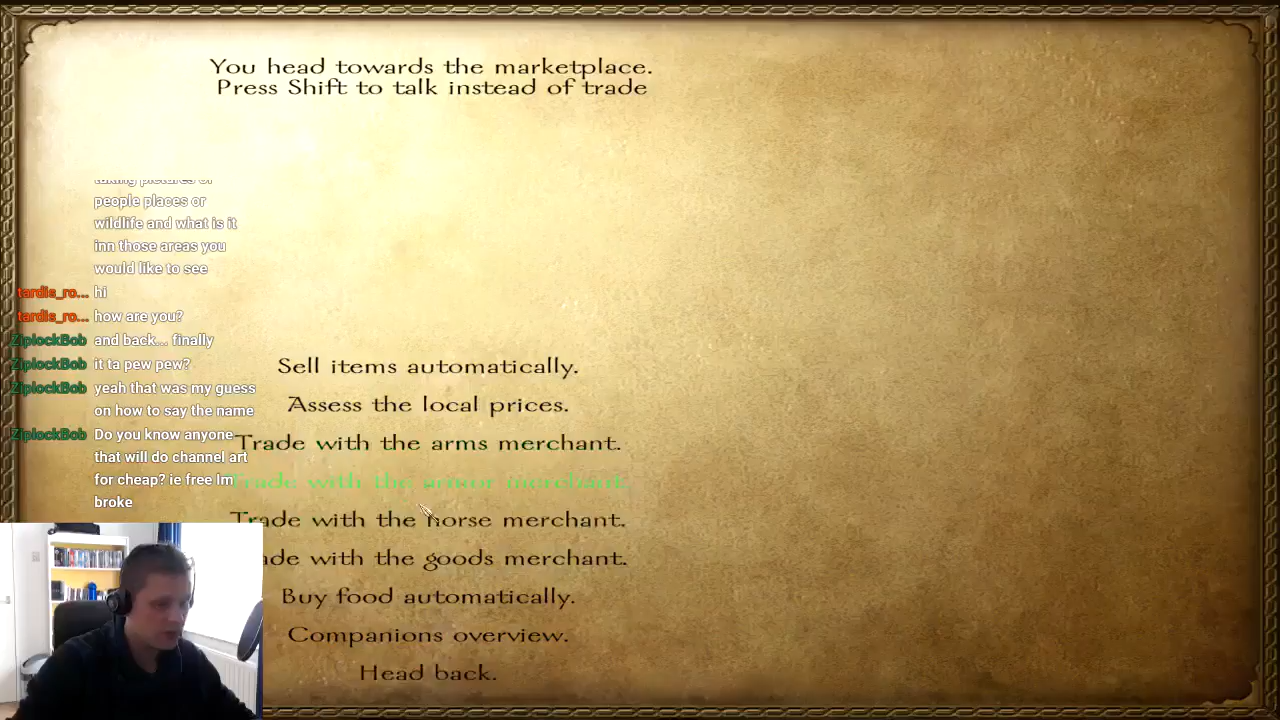 You head towards the marketplace.
Press Shift to talk instead of trade
taking pictures of
people places or
wildlife and what is it
inn those areas you
would like to see
tardis_ro... hi
tardis_ro... how are you?
ZiplockBob and back... finally
ZiplockBob it ta pew pew?
ZiplockBob yeah that was my guess
on how to say the name
ZiplockBob Do you know anyone
that will do channel art
for cheap? ie free Im
broke
Sell items automatically.
Assess the local prices.
Trade with the arms merchant.
Trade with the armor merchant.
Trade with the horse merchant.
with the goods merchant.
Buy food automatically.
Companions overview.
Head back.